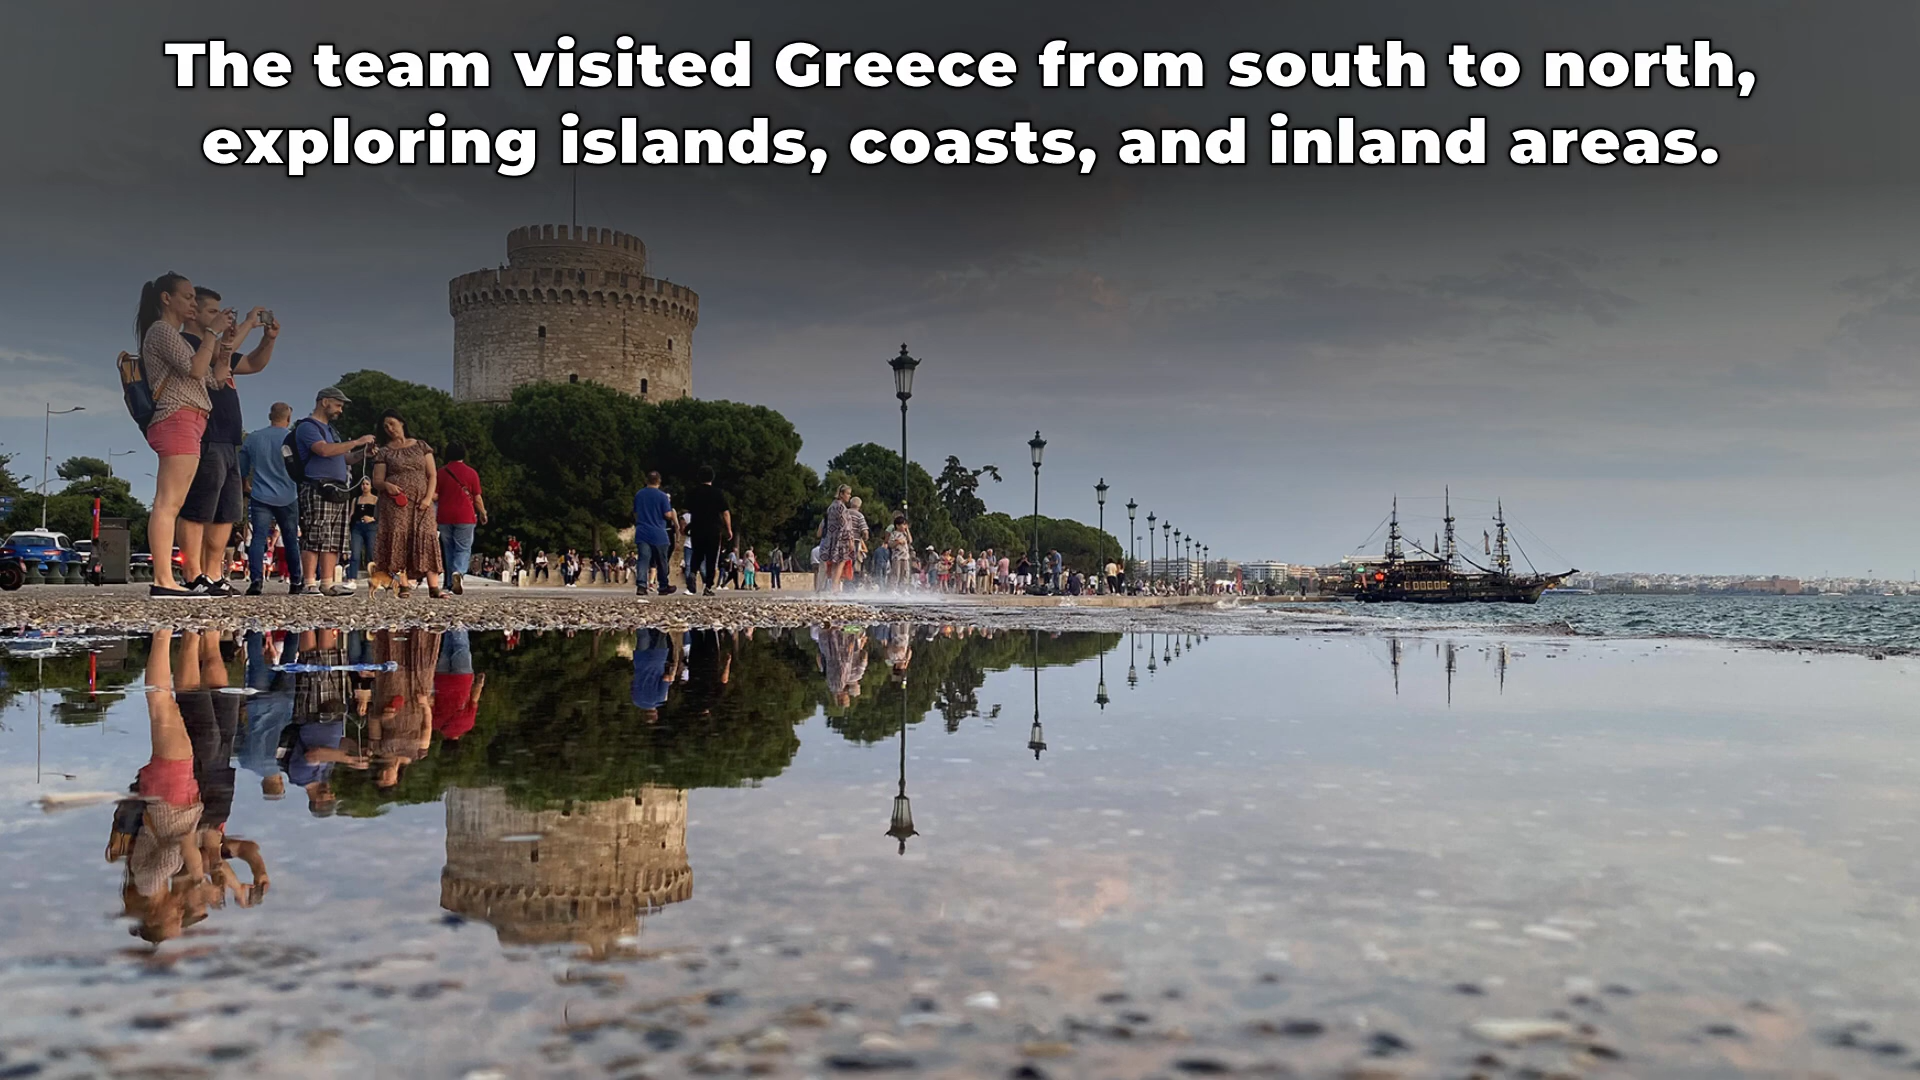 The team visited Greece from south to north,
exploring islands, coasts, and inland areas.